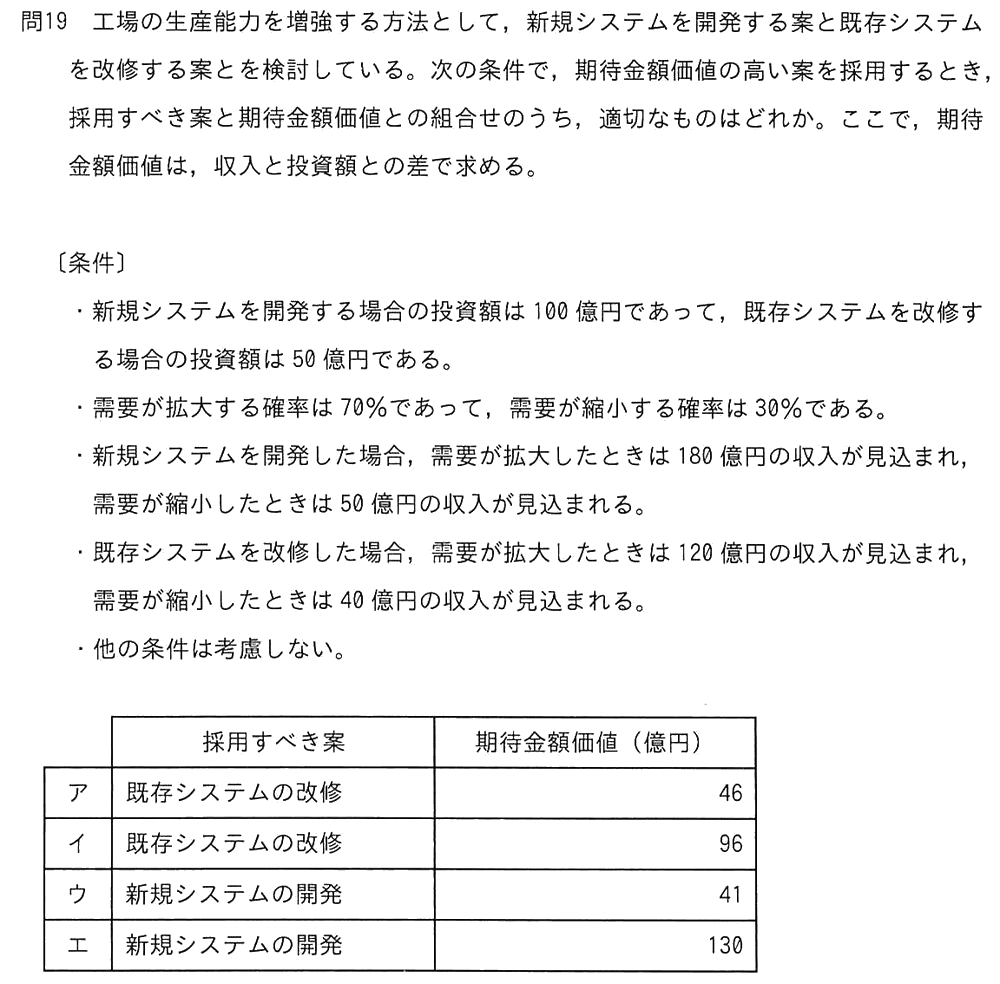 問19 工場の生産能力を増強する方法として，新規システムを開発する案と既存システム
を改修する案とを検討している。次の条件で，期待金額価値の高い案を採用するとき，
採用すべき案と期待金額価値との組合せのうち，適切なものはどれか。ここで，期待
金額価値は，収入と投資額との差で求める。
〔条件〕
・新規システムを開発する場合の投資額は 100 億円であって，既存システムを改修す
る場合の投資額は 50 億円である。
・需要が拡大する確率は 70％であって，需要が縮小する確率は 30％である。
・新規システムを開発した場合，需要が拡大したときは 180 億円の収入が見込まれ，
需要が縮小したときは 50 億円の収入が見込まれる。
・既存システムを改修した場合，需要が拡大したときは 120 億円の収入が見込まれ，
需要が縮小したときは 40 億円の収入が見込まれる。
・他の条件は考慮しない。
採用すべき案 期待金額価値（億円）
ア 既存システムの改修 46
イ 既存システムの改修 96
ウ 新規システムの開発 41
エ 新規システムの開発 130